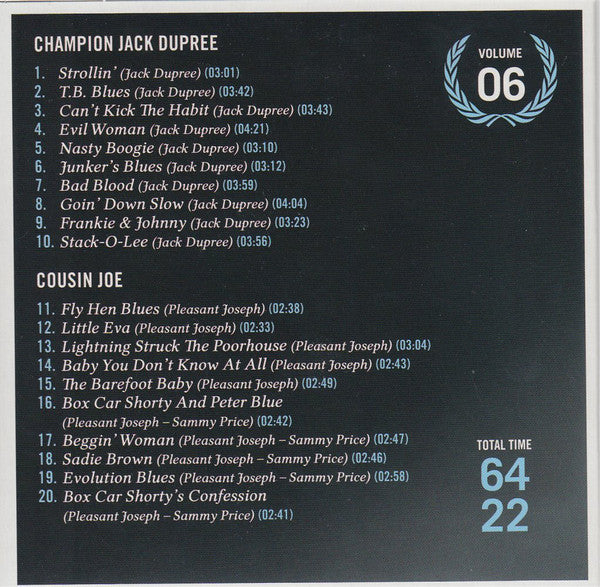 CHAMPION JACK DUPREE
1. Strollin' (Jack Dupree) (03:01)
2. T.B. Blues (Jack Dupree) (03:42)
3. Can't Kick The Habit (Jack Dupree) (03:43)
4. Evil Woman (Jack Dupree) (04:21)
5. Nasty Boogie (Jack Dupree) (03:10)
6. Junker's Blues (Jack Dupree) (03:12)
7. Bad Blood (Jack Dupree) (03:59)
8. Goin' Down Slow (Jack Dupree) (04:04)
9. Frankie & Johnny (Jack Dupree) (03:23)
10. Stack-O-Lee (Jack Dupree) (03:56)
VOLUME
06
COUSIN JOE
11. Fly Hen Blues (Pleasant Joseph) (02:38)
12. Little Eva (Pleasant Joseph) (02:33)
13. Lightning Struck The Poorhouse (Pleasant Joseph) (03:04)
14. Baby You Don't Know At All (Pleasant Joseph) (02:43)
15. The Barefoot Baby (Pleasant Joseph) (02:49)
16. Box Car Shorty And Peter Blue
(Pleasant Joseph – Sammy Price) (02:42)
17. Beggin' Woman (Pleasant Joseph – Sammy Price) (02:47)
18. Sadie Brown (Pleasant Joseph – Sammy Price) (02:46)
19. Evolution Blues (Pleasant Joseph – Sammy Price) (02:58)
20. Box Car Shorty's Confession
(Pleasant Joseph – Sammy Price) (02:41)
TOTAL TIME
64
22